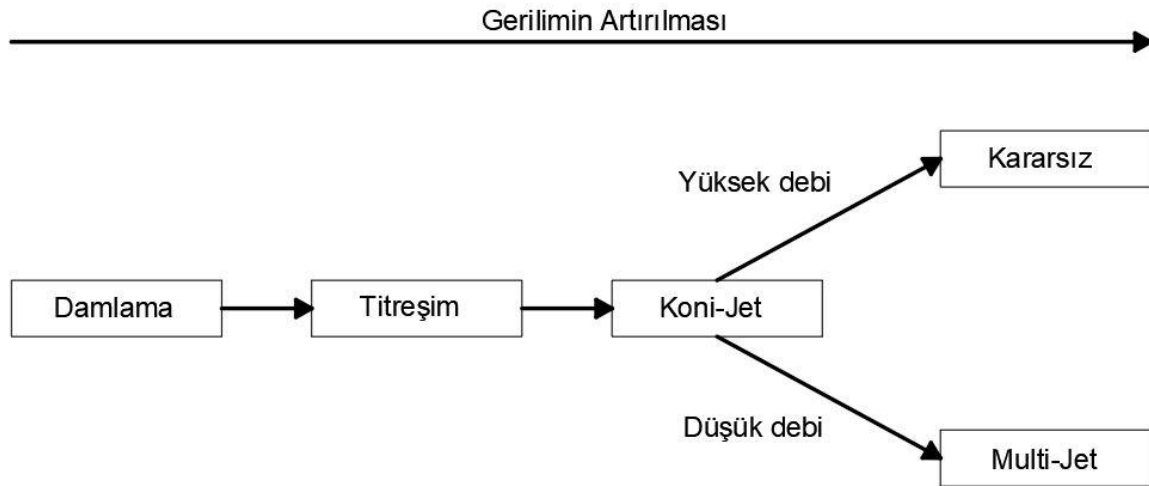 Gerilimin Artırılması
Kararsız
Yüksek debi
Damlama
Titreşim
Koni-Jet
Düşük debi
Multi-Jet